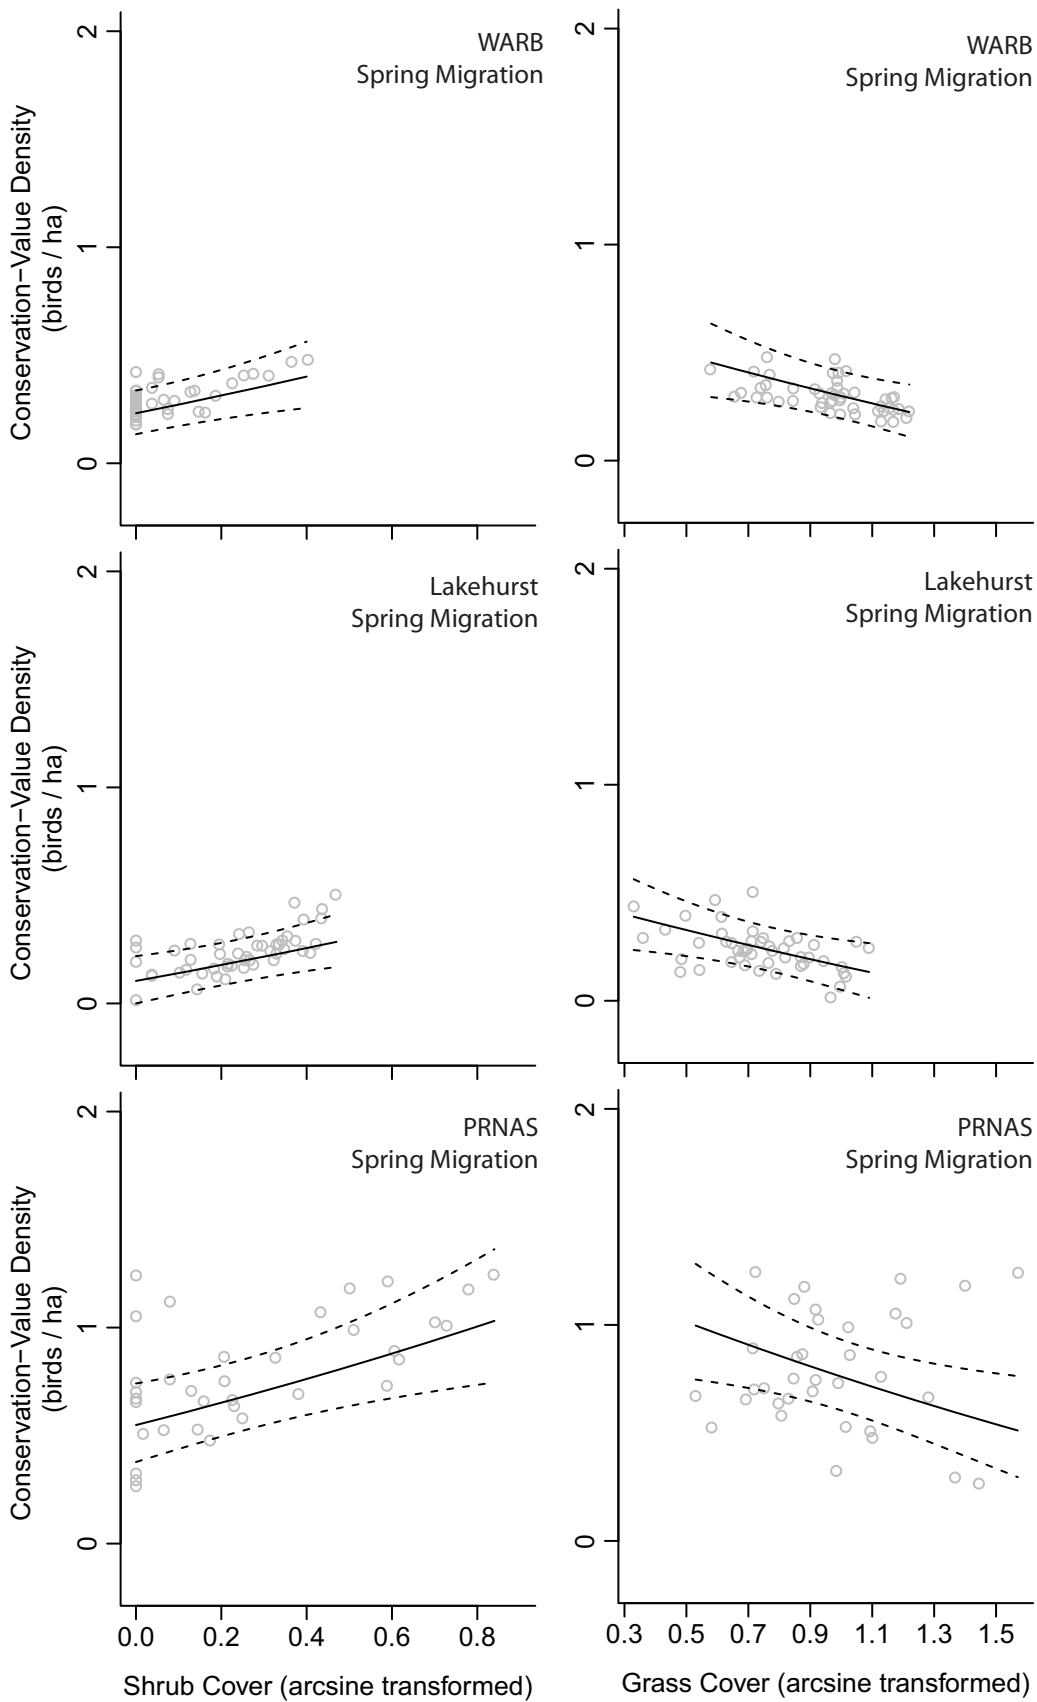 WARB
Spring Migration
Conservation−Value Density
(birds / ha)
2
1
0
WARB
Spring Migration
2
1
0
Lakehurst
Spring Migration
Conservation−Value Density
(birds / ha)
2
1
0
Lakehurst
Spring Migration
2
1
0
PRNAS
Spring Migration
Conservation−Value Density
(birds / ha)
2
1
0
0.0 0.2 0.4 0.6 0.8
Shrub Cover (arcsine transformed)
PRNAS
Spring Migration
2
1
0
0.3 0.5 0.7 0.9 1.1 1.3 1.5
Grass Cover (arcsine transformed)